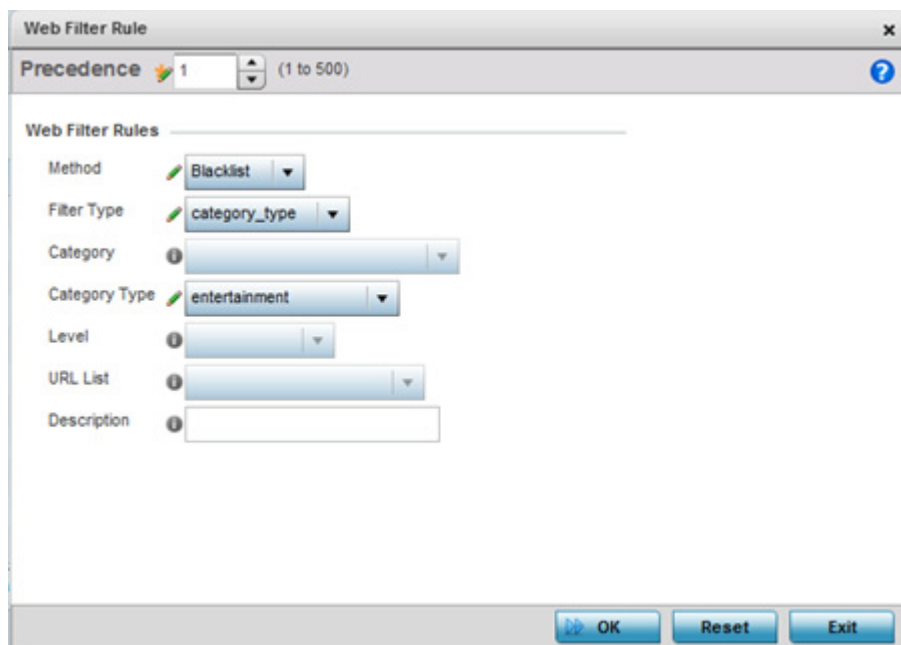 Web Filter Rule
Precedence 1 (1 to 500)
Web Filter Rules
Method Blacklist
Filter Type category_type
Category
Category Type entertainment
Level
URL List
Description
OK Reset Exit